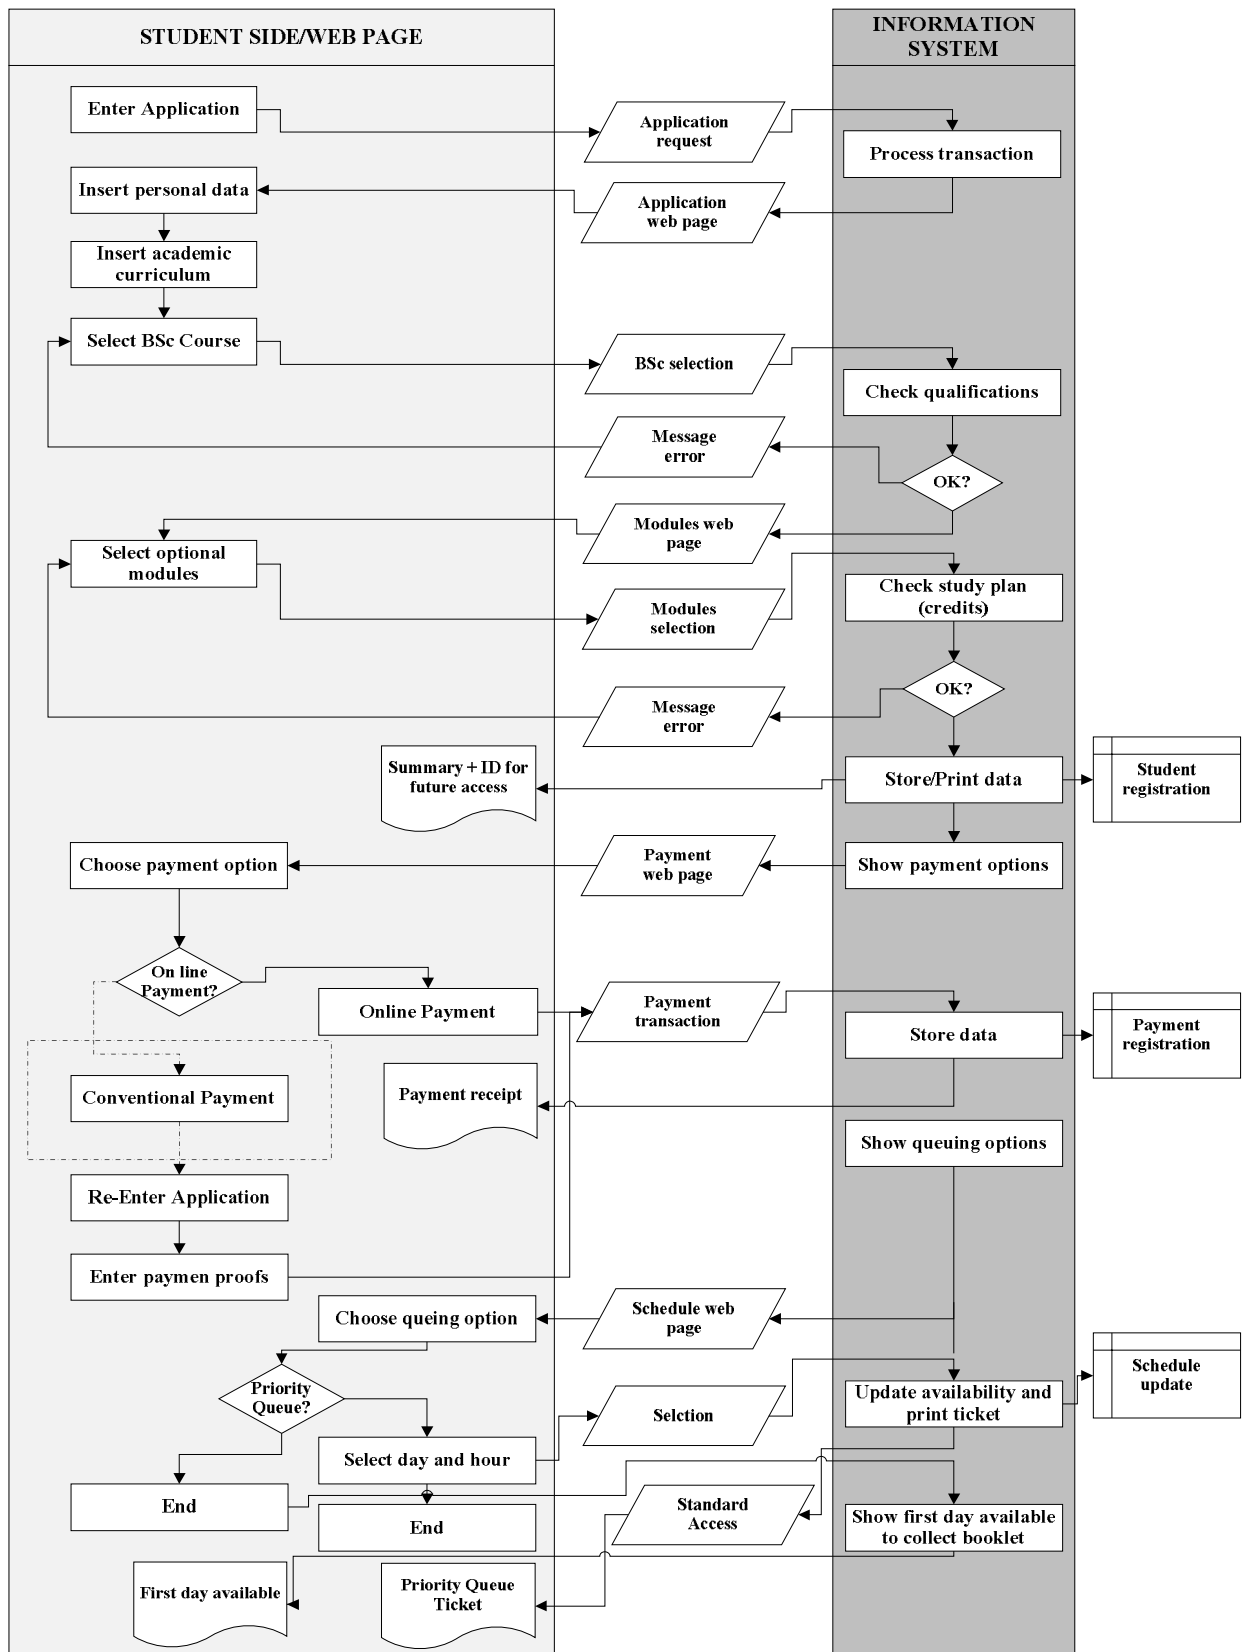 STUDENT SIDE/WEB PAGE
INFORMATION
SYSTEM
Enter Application
Application
request
Process transaction
Insert personal data
Application
web page
Insert academic
curriculum
Select BSc Course
BSc selection
Check qualifications
Message
error
OK?
Modules web
page
Select optional
modules
Check study plan
(credits)
Modules
selection
OK?
Message
error
Summary + ID for
future access
Store/Print data
Student
registration
Choose payment option
Payment
web page
Show payment options
On line
Payment?
Online Payment
Payment
transaction
Store data
Payment
registration
Conventional Payment
Payment receipt
Show queuing options
Re-Enter Application
Enter paymen proofs
Choose queing option
Schedule web
page
Schedule
update
Priority
Queue?
Selction
Update availability and
print ticket
Select day and hour
End
End
Standard
Access
Show first day available
to collect booklet
First day available
Priority Queue
Ticket